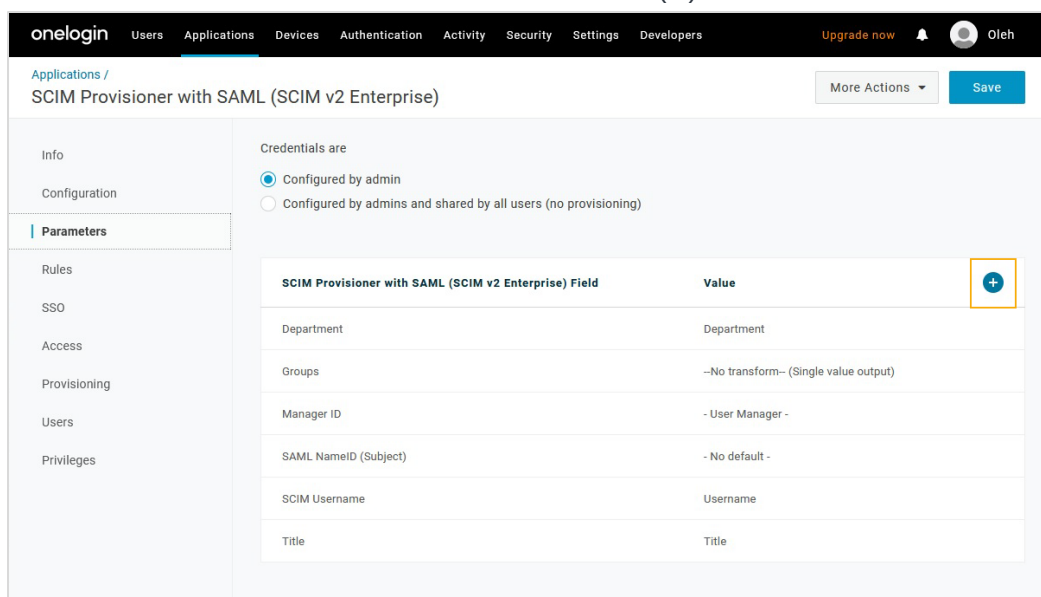 onelogin Users Applications Devices Authentication Activity Security Settings Developers Upgrade now Oleh
Applications /
SCIM Provisioner with SAML (SCIM v2 Enterprise)
More Actions
Save
Info
Configuration
Parameters
Rules
SSO
Access
Provisioning
Users
Privileges
Credentials are
Configured by admin
Configured by admins and shared by all users (no provisioning)
SCIM Provisioner with SAML (SCIM v2 Enterprise) Field Value
Department Department
Groups --No transform-- (Single value output)
Manager ID - User Manager -
SAML NameID (Subject) - No default -
SCIM Username Username
Title Title